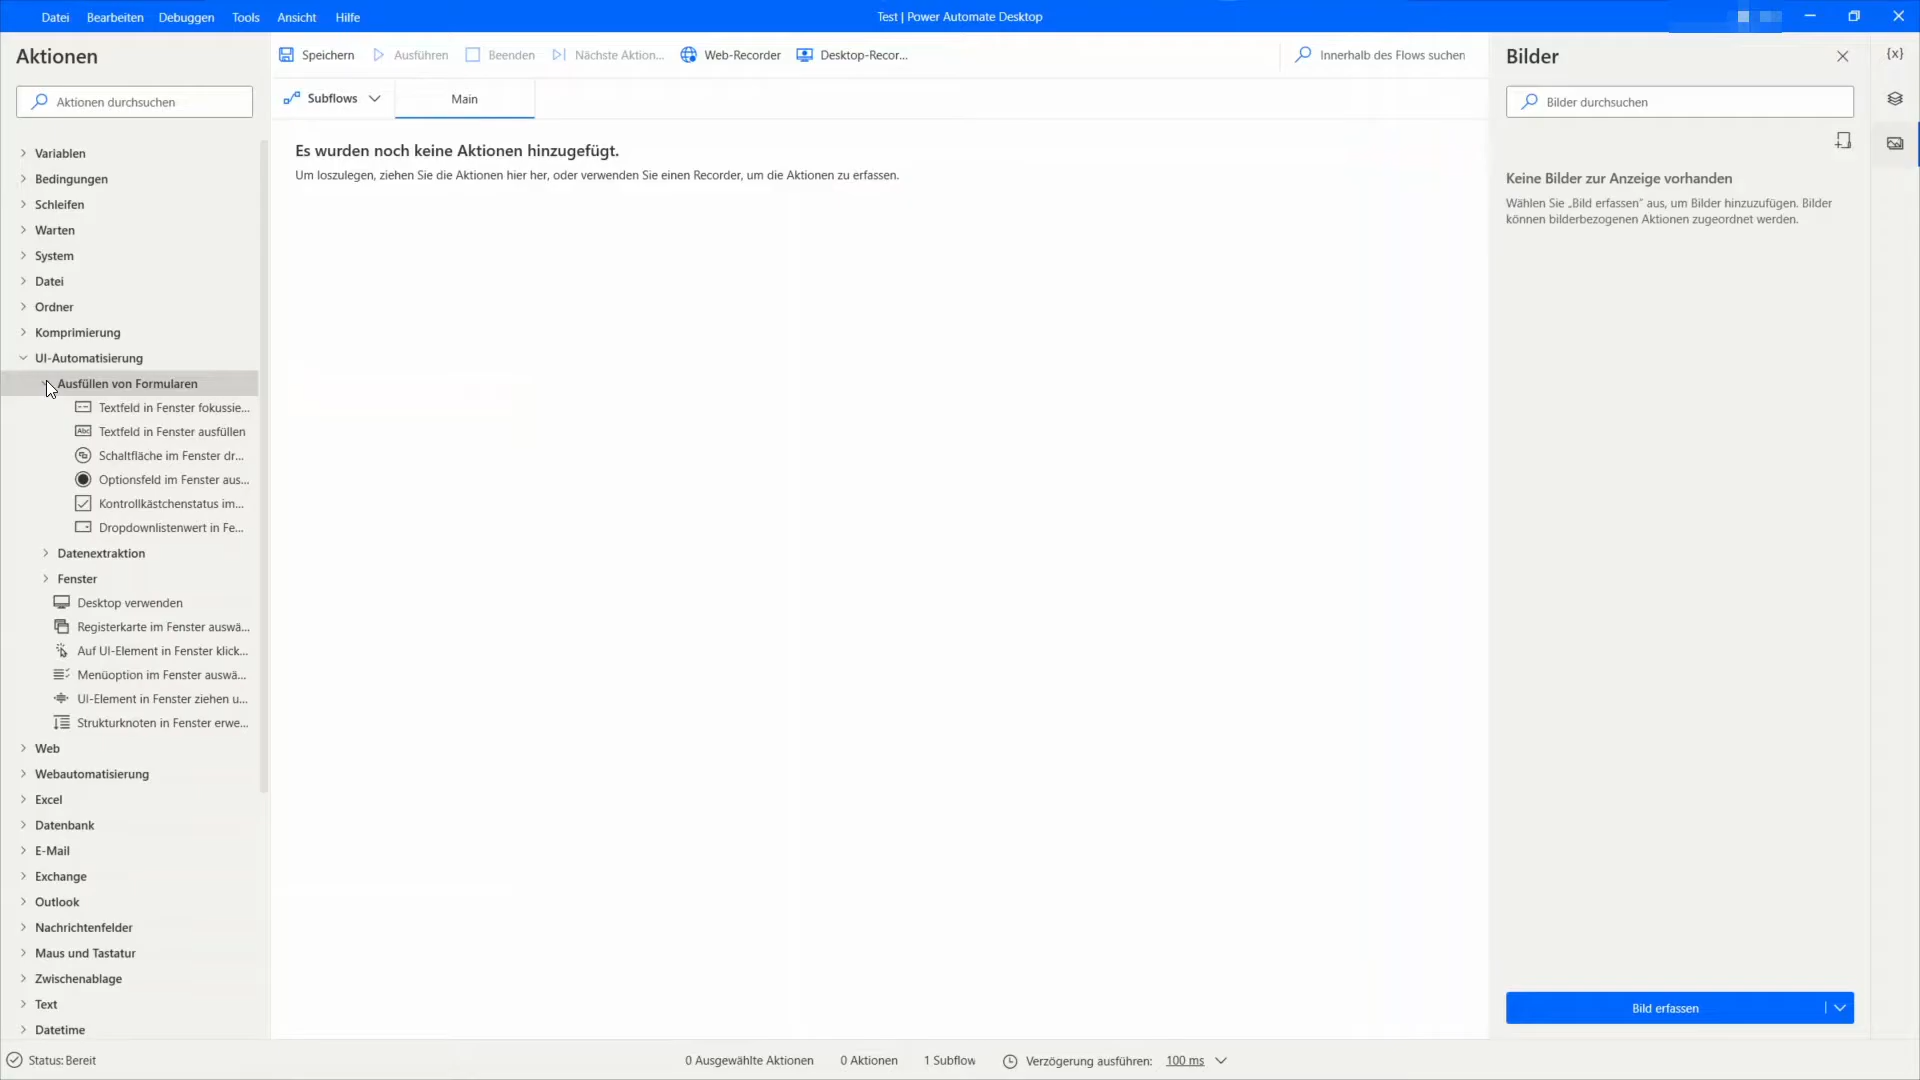 Datei Bearbeiten Debuggen Tools Ansicht Hilfe
Test | Power Automate Desktop
Aktionen
Aktionen durchsuchen
Variablen
Bedingungen
Schleifen
Warten
System
Datei
Ordner
Komprimierung
UI-Automatisierung
Ausfüllen von Formularen
Textfeld in Fenster fokussie...
Textfeld in Fenster ausfüllen
Schaltfläche im Fenster dr...
Optionsfeld im Fenster aus...
Kontrollkästchenstatus im...
Dropdownlistenwert in Fe...
Datenextraktion
Fenster
Desktop verwenden
Registerkarte im Fenster auswä...
Auf UI-Element in Fenster klick...
Menüoption im Fenster auswä...
UI-Element in Fenster ziehen u...
Strukturknoten in Fenster erwe...
Web
Webautomatisierung
Excel
Datenbank
E-Mail
Exchange
Outlook
Nachrichtenfelder
Maus und Tastatur
Zwischenablage
Text
Datetime
Speichern Ausführen Beenden Nächste Aktion... Web-Recorder Desktop-Recor...
Innerhalb des Flows suchen
Subflows
Main
Es wurden noch keine Aktionen hinzugefügt.
Um loszulegen, ziehen Sie die Aktionen hier her, oder verwenden Sie einen Recorder, um die Aktionen zu erfassen.
Bilder
Bilder durchsuchen
Keine Bilder zur Anzeige vorhanden
Wählen Sie „Bild erfassen" aus, um Bilder hinzuzufügen. Bilder
können bilderbezogenen Aktionen zugeordnet werden.
Bild erfassen
{x}
Abc
Status: Bereit
0 Ausgewählte Aktionen 0 Aktionen 1 Subflow Verzögerung ausführen: 100 ms